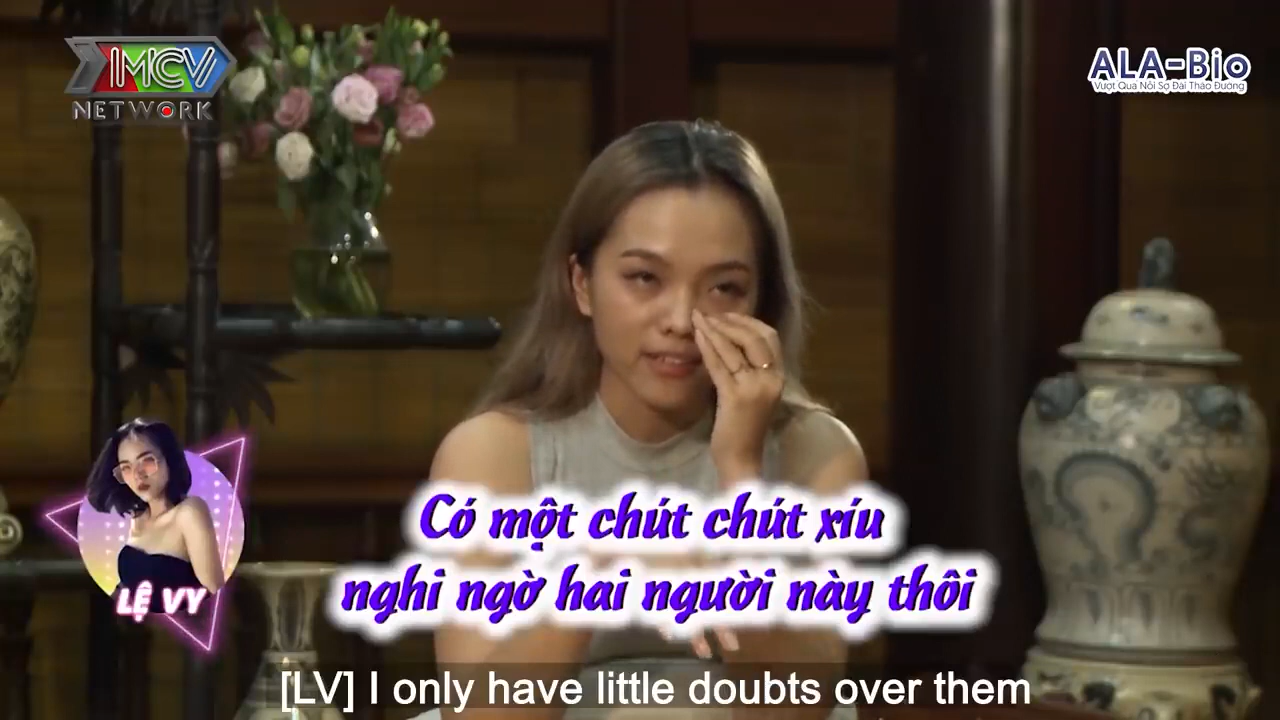 MCV
NETWORK
ALA-Bio
Vượt Qua Nỗi Sợ Đái Tháo Đường
Có một chút chút xíu
nghi ngờ hai người này thôi
LỆ VY
[LV] I only have little doubts over them